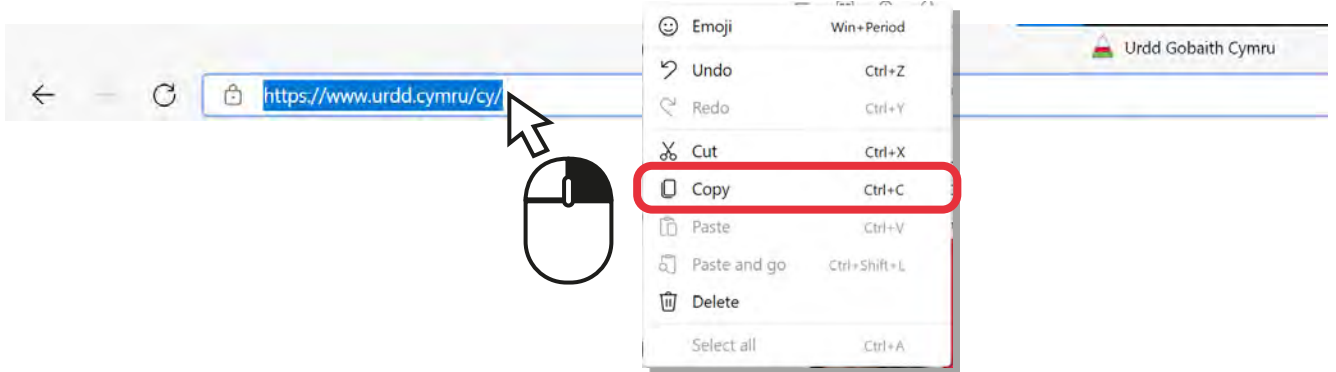 Urdd Gobaith Cymru
https://www.urdd.cymru/cy/
Emoji Win+Period
Undo Ctrl+Z
Redo Ctrl+Y
Cut Ctrl+X
Copy Ctrl+C
Paste Ctrl+V
Paste and go Ctrl+Shift+L
Delete
Select all Ctrl+A